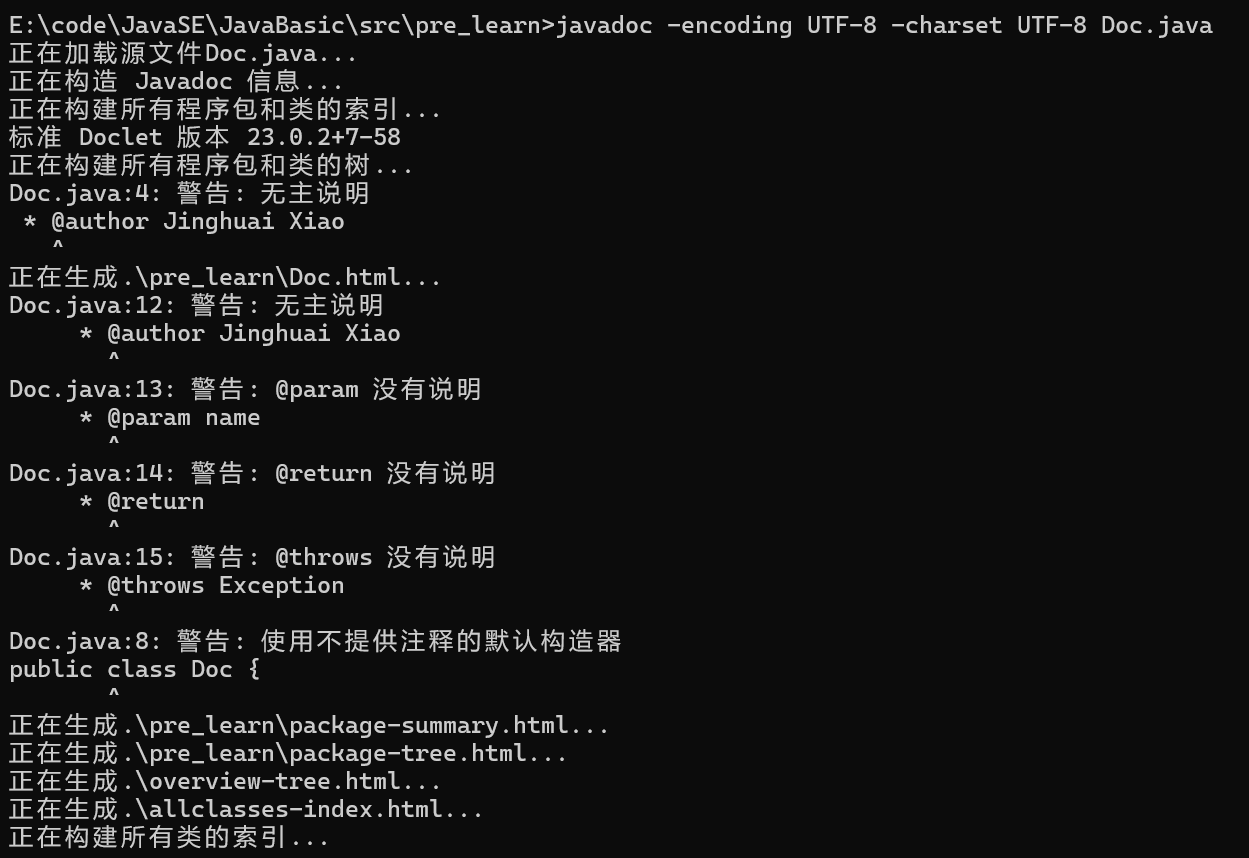 E:\code\JavaSE\JavaBasic\src\pre_learn>javadoc -encoding UTF-8 -charset UTF-8 Doc.java
正在加载源文件Doc.java...
正在构造 Javadoc 信息...
正在构建所有程序包和类的索引...
标准 Doclet 版本 23.0.2+7-58
正在构建所有程序包和类的树...
Doc.java:4: 警告: 无主说明
 * @author Jinghuai Xiao
   ^
正在生成.\pre_learn\Doc.html...
Doc.java:12: 警告: 无主说明
     * @author Jinghuai Xiao
       ^
Doc.java:13: 警告: @param 没有说明
     * @param name
       ^
Doc.java:14: 警告: @return 没有说明
     * @return
       ^
Doc.java:15: 警告: @throws 没有说明
     * @throws Exception
       ^
Doc.java:8: 警告: 使用不提供注释的默认构造器
public class Doc {
       ^
正在生成.\pre_learn\package-summary.html...
正在生成.\pre_learn\package-tree.html...
正在生成.\overview-tree.html...
正在生成.\allclasses-index.html...
正在构建所有类的索引...